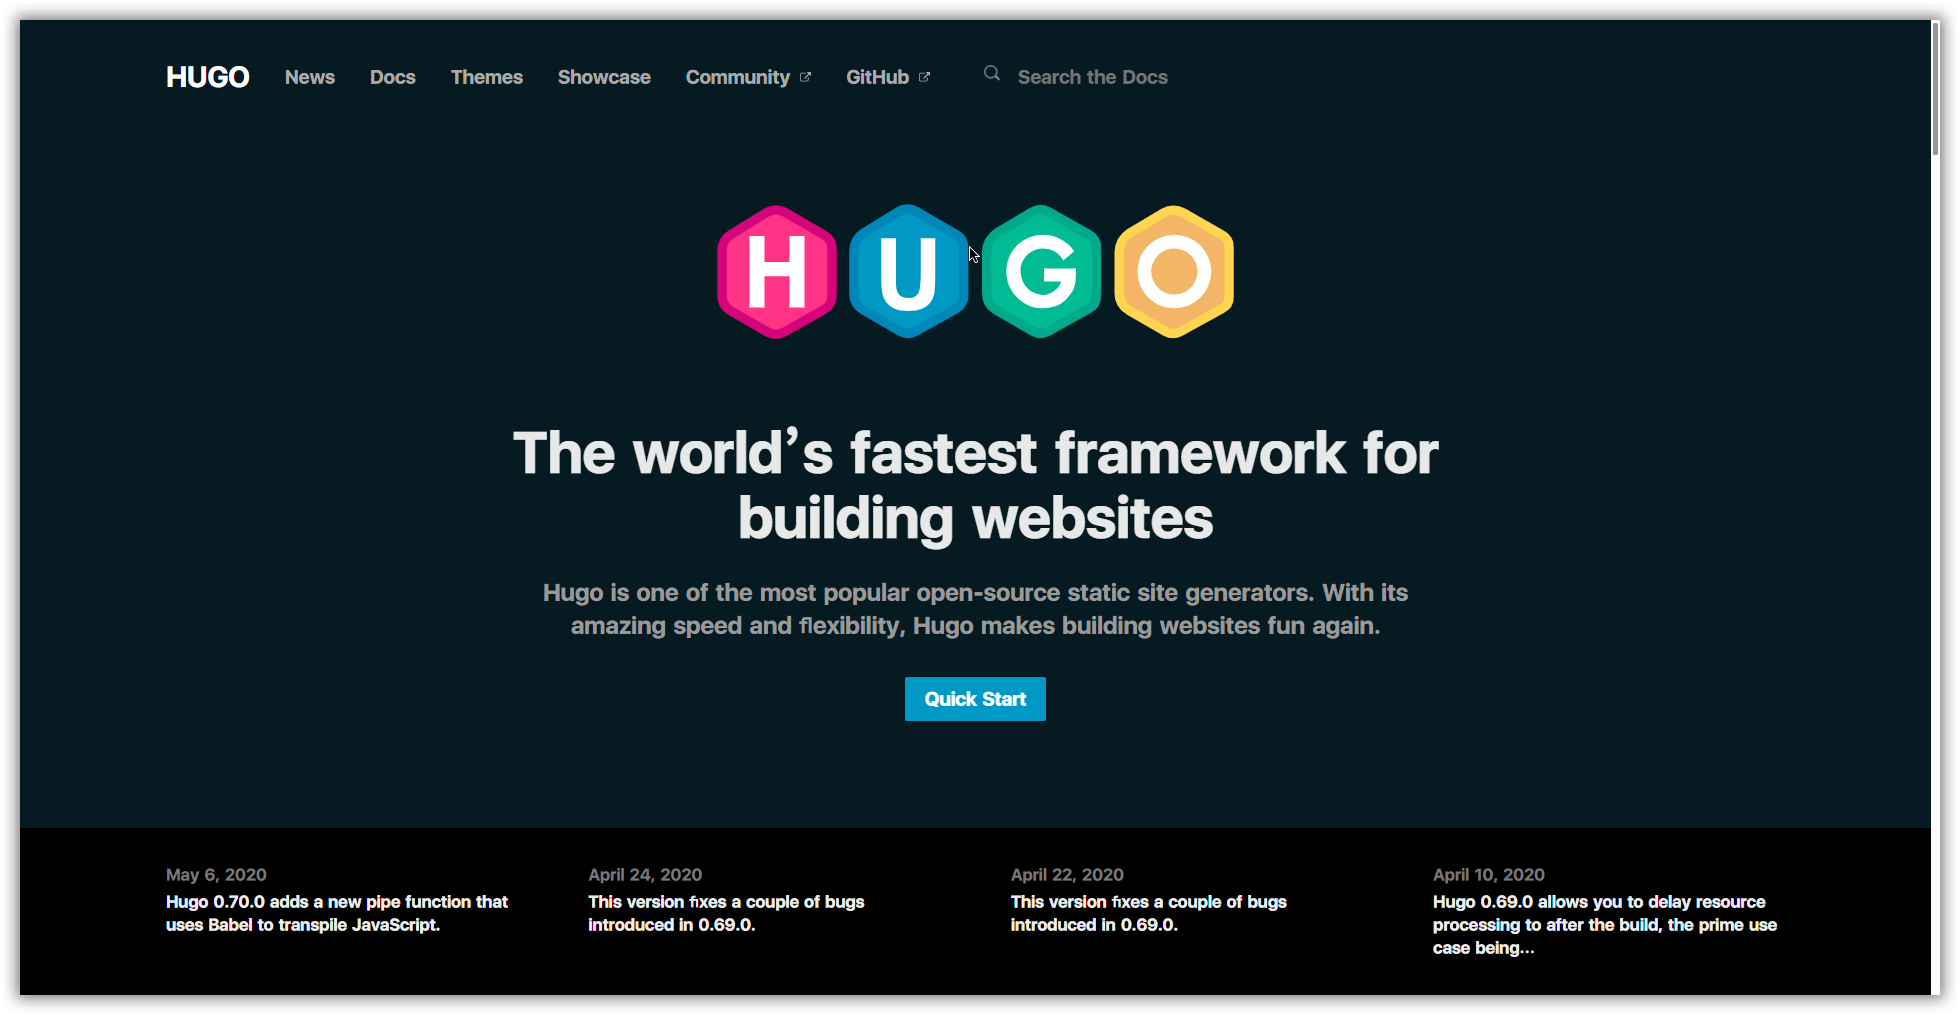 HUGO News Docs Themes Showcase Community GitHub Search the Docs
HUGO
The world’s fastest framework for
building websites
Hugo is one of the most popular open-source static site generators. With its
amazing speed and flexibility, Hugo makes building websites fun again.
Quick Start
May 6, 2020
Hugo 0.70.0 adds a new pipe function that
uses Babel to transpile JavaScript.
April 24, 2020
This version fixes a couple of bugs
introduced in 0.69.0.
April 22, 2020
This version fixes a couple of bugs
introduced in 0.69.0.
April 10, 2020
Hugo 0.69.0 allows you to delay resource
processing to after the build, the prime use
case being...